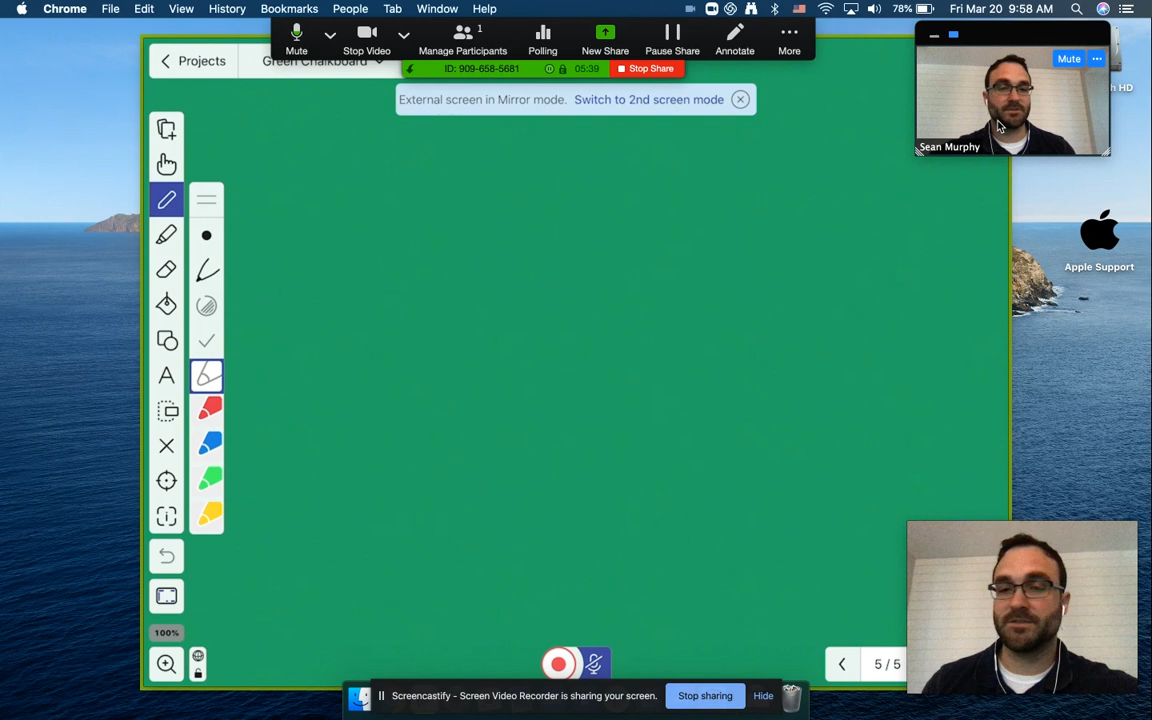 Chrome File Edit View History Bookmarks People Tab Window Help
78% Fri Mar 20 9:58 AM
Mute Stop Video Manage Participants 1 Polling New Share Pause Share Annotate More
ID: 909-658-5681 05:39 Stop Share
Projects Green Chalkboard
External screen in Mirror mode. Switch to 2nd screen mode
Mute
Sean Murphy
HD
Apple Support
A
100%
5 / 5
Screencastify - Screen Video Recorder is sharing your screen. Stop sharing Hide